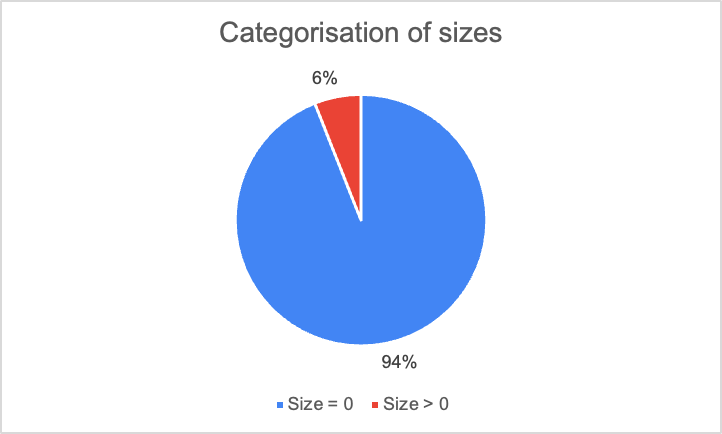 Categorisation of sizes
6%
94%
Size = 0 Size > 0